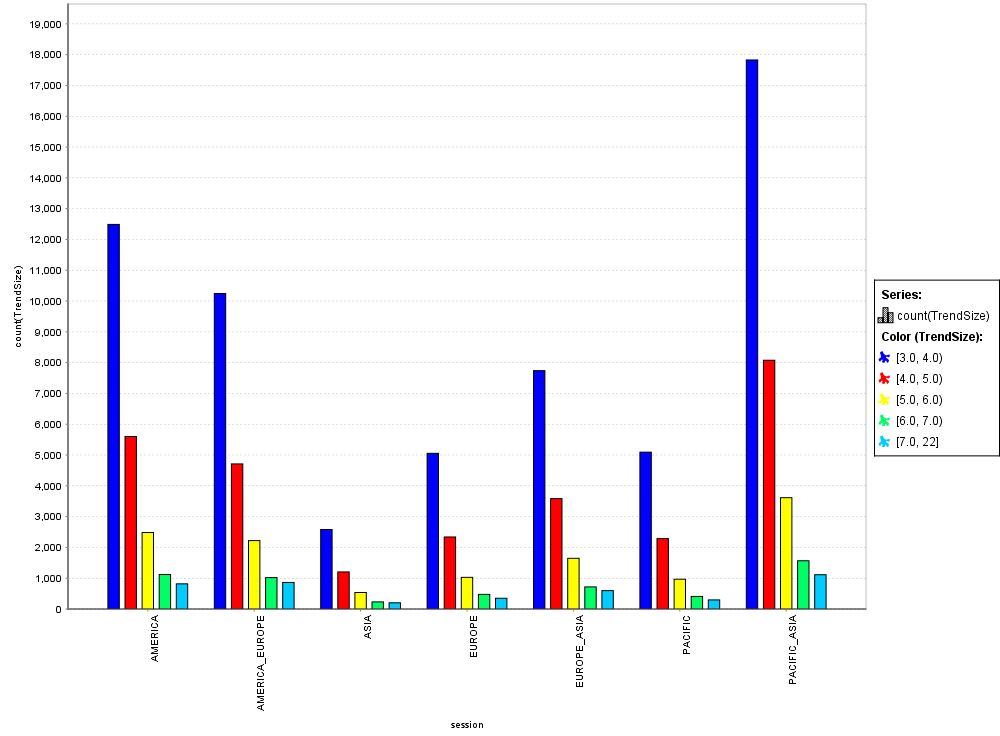 19,000
18,000
17,000
16,000
15,000
14,000
13,000
12,000
11,000
10,000
9,000
8,000
7,000
6,000
5,000
4,000
3,000
2,000
1,000
0
count(TrendSize)
AMERICA
AMERICA_EUROPE
ASIA
EUROPE
EUROPE_ASIA
PACIFIC
PACIFIC_ASIA
session
Series:
count(TrendSize)
Color (TrendSize):
[3.0, 4.0)
[4.0, 5.0)
[5.0, 6.0)
[6.0, 7.0)
[7.0, 22]